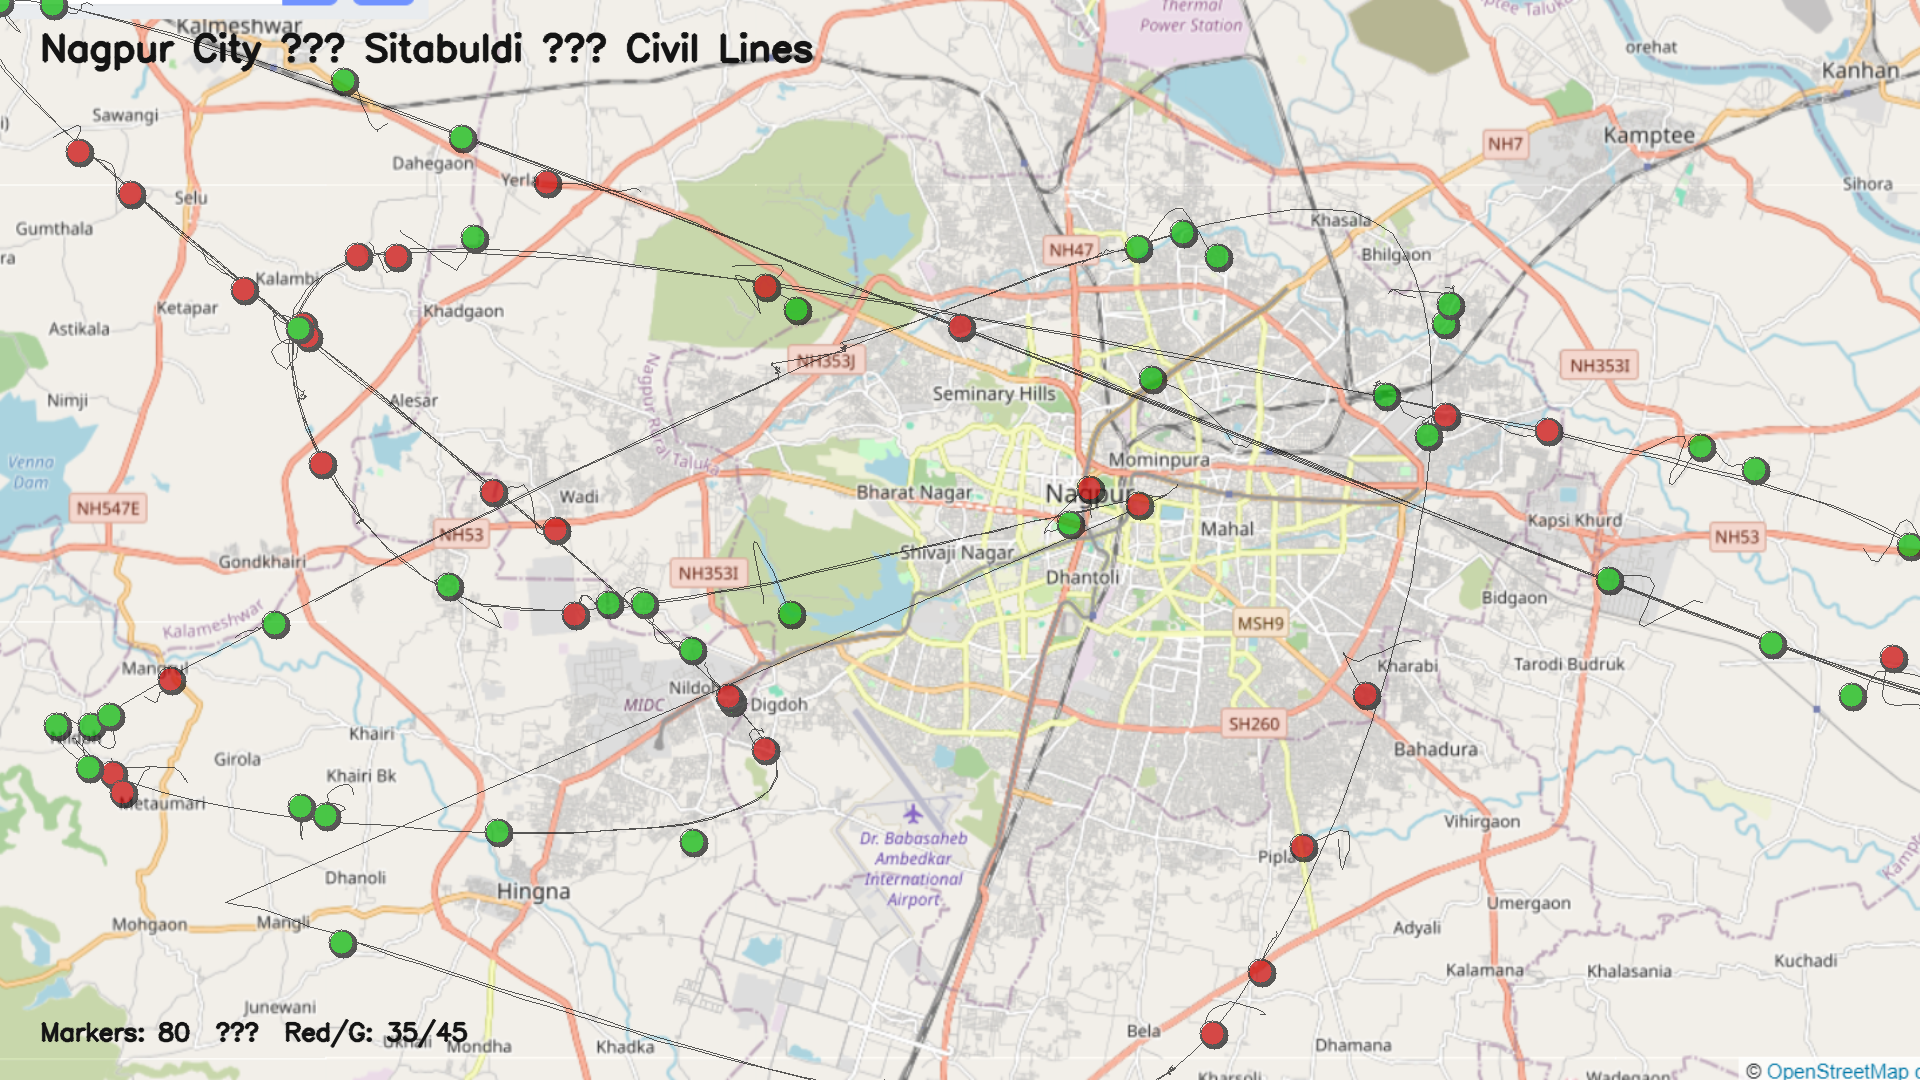 Thermal
Power Station
ptee Taluka
Kalmeshwar
Nagpur City ??? Sitabuldi ??? Civil Lines
orehat
Kanhan
Sawangi
NH7
Kamptee
Dahegaon
Yerla
Selu
Sihora
Gumthala
Khasala
NH47
Bhilgaon
ra
Kalambi
Ketapar
Khadgaon
Astikala
NH353J
NH353I
Nagpur Rural Taluka
Seminary Hills
Nimji
Alesar
Mominpura
Venna
Dam
Wadi
Bharat Nagar
Nagpur
NH547E
Kapsi Khurd
Mahal
NH53
NH53
Gondkhairi
Shivaji Nagar
NH353I
Dhantoli
Bidgaon
Kalameshwar
MSH9
Mangrul
Kharabi
Tarodi Budruk
Nildoh
MIDC
Digdoh
SH260
Khairi
Bahadura
Girola
Khairi Bk
Metaumari
Vihirgaon
Dr. Babasaheb
Ambedkar
International
Airport
Pipla
Dhanoli
Hingna
Umergaon
Mohgaon
Mangli
Adyali
Kuchadi
Kalamana
Khalasania
Junewani
Markers: 80 ??? Red/G: 35/45
Mondha
Khadka
Bela
Dhamana
Kharsoli
Wadegaon
© OpenStreetMap c